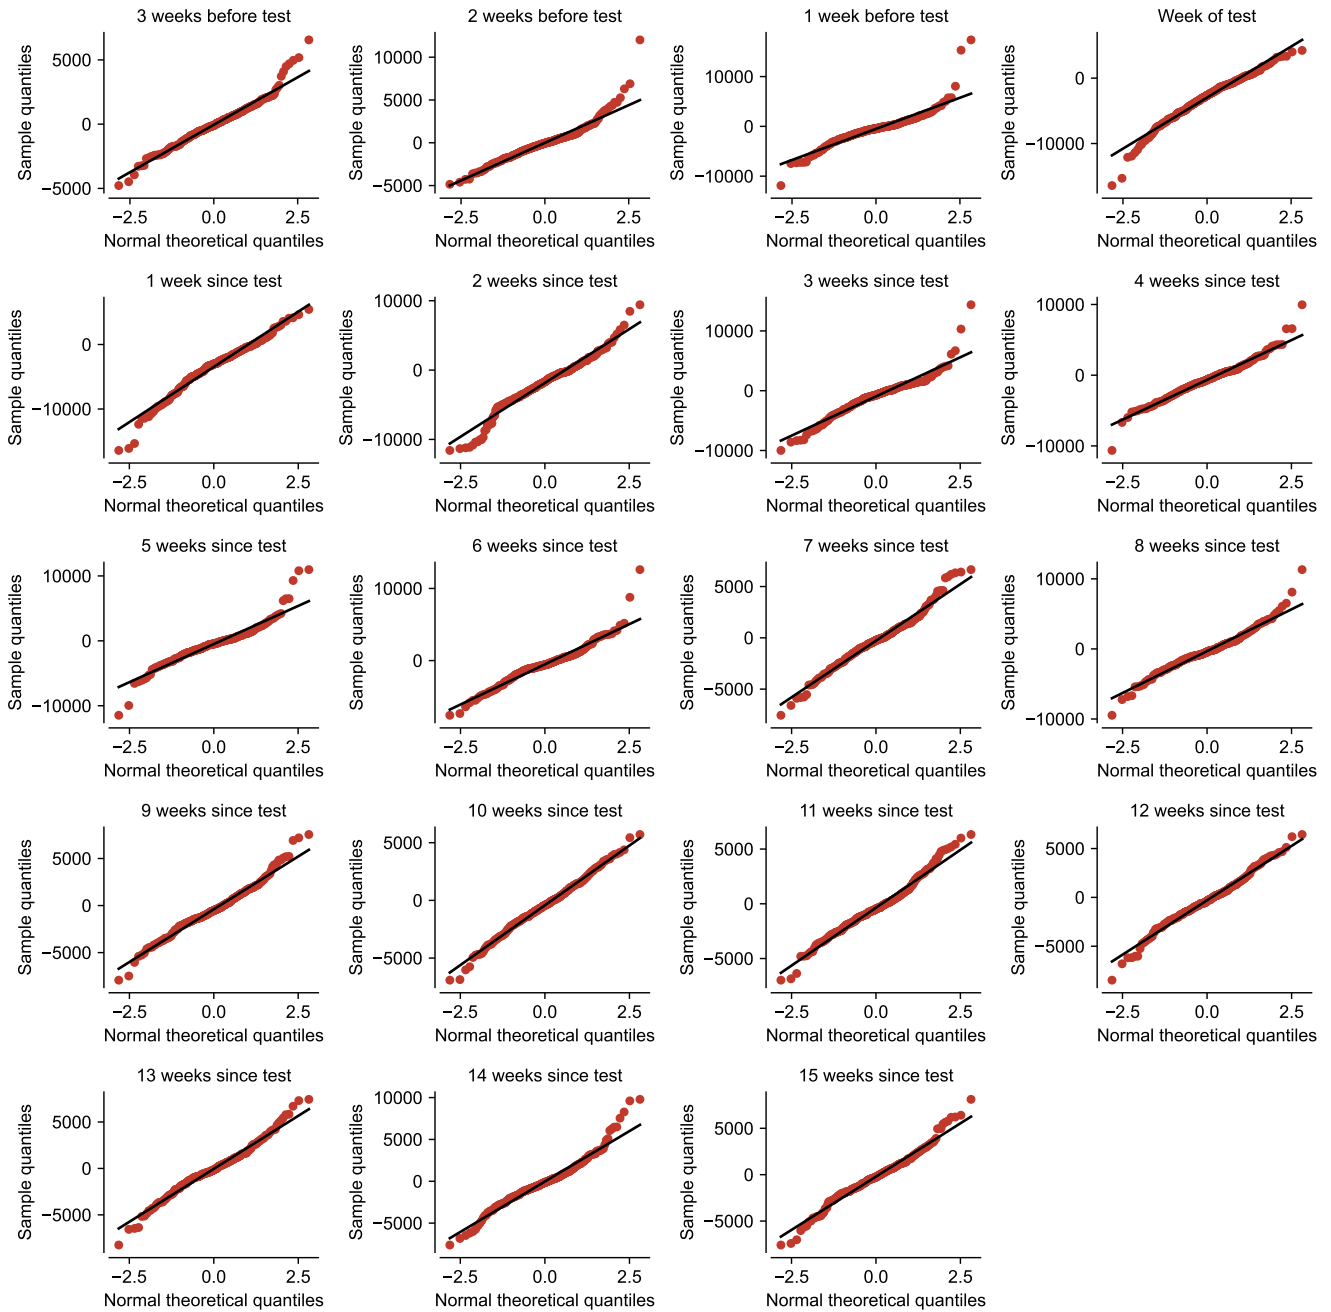 3 weeks before test
2 weeks before test
1 week before test
Week of test
Sample quantiles
5000
0
−5000
Sample quantiles
10000
5000
0
−5000
Sample quantiles
10000
0
−10000
Sample quantiles
0
−10000
−2.5 0.0 2.5
−2.5 0.0 2.5
−2.5 0.0 2.5
−2.5 0.0 2.5
Normal theoretical quantiles
Normal theoretical quantiles
Normal theoretical quantiles
Normal theoretical quantiles
1 week since test
2 weeks since test
3 weeks since test
4 weeks since test
Sample quantiles
0
−10000
Sample quantiles
10000
0
−10000
Sample quantiles
10000
0
−10000
Sample quantiles
10000
0
−10000
−2.5 0.0 2.5
−2.5 0.0 2.5
−2.5 0.0 2.5
−2.5 0.0 2.5
Normal theoretical quantiles
Normal theoretical quantiles
Normal theoretical quantiles
Normal theoretical quantiles
5 weeks since test
6 weeks since test
7 weeks since test
8 weeks since test
Sample quantiles
10000
0
−10000
Sample quantiles
10000
0
Sample quantiles
5000
0
−5000
Sample quantiles
10000
0
−10000
−2.5 0.0 2.5
−2.5 0.0 2.5
−2.5 0.0 2.5
−2.5 0.0 2.5
Normal theoretical quantiles
Normal theoretical quantiles
Normal theoretical quantiles
Normal theoretical quantiles
9 weeks since test
10 weeks since test
11 weeks since test
12 weeks since test
Sample quantiles
5000
0
−5000
Sample quantiles
5000
0
−5000
Sample quantiles
5000
0
−5000
Sample quantiles
5000
0
−5000
−2.5 0.0 2.5
−2.5 0.0 2.5
−2.5 0.0 2.5
−2.5 0.0 2.5
Normal theoretical quantiles
Normal theoretical quantiles
Normal theoretical quantiles
Normal theoretical quantiles
13 weeks since test
14 weeks since test
15 weeks since test
Sample quantiles
5000
0
−5000
Sample quantiles
10000
5000
0
−5000
Sample quantiles
5000
0
−5000
−2.5 0.0 2.5
−2.5 0.0 2.5
−2.5 0.0 2.5
Normal theoretical quantiles
Normal theoretical quantiles
Normal theoretical quantiles